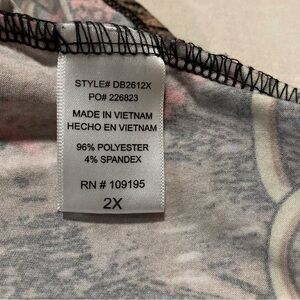 STYLE# DB2612X
PO# 226823
MADE IN VIETNAM
HECHO EN VIETNAM
96% POLYESTER
4% SPANDEX
RN # 109195
2X